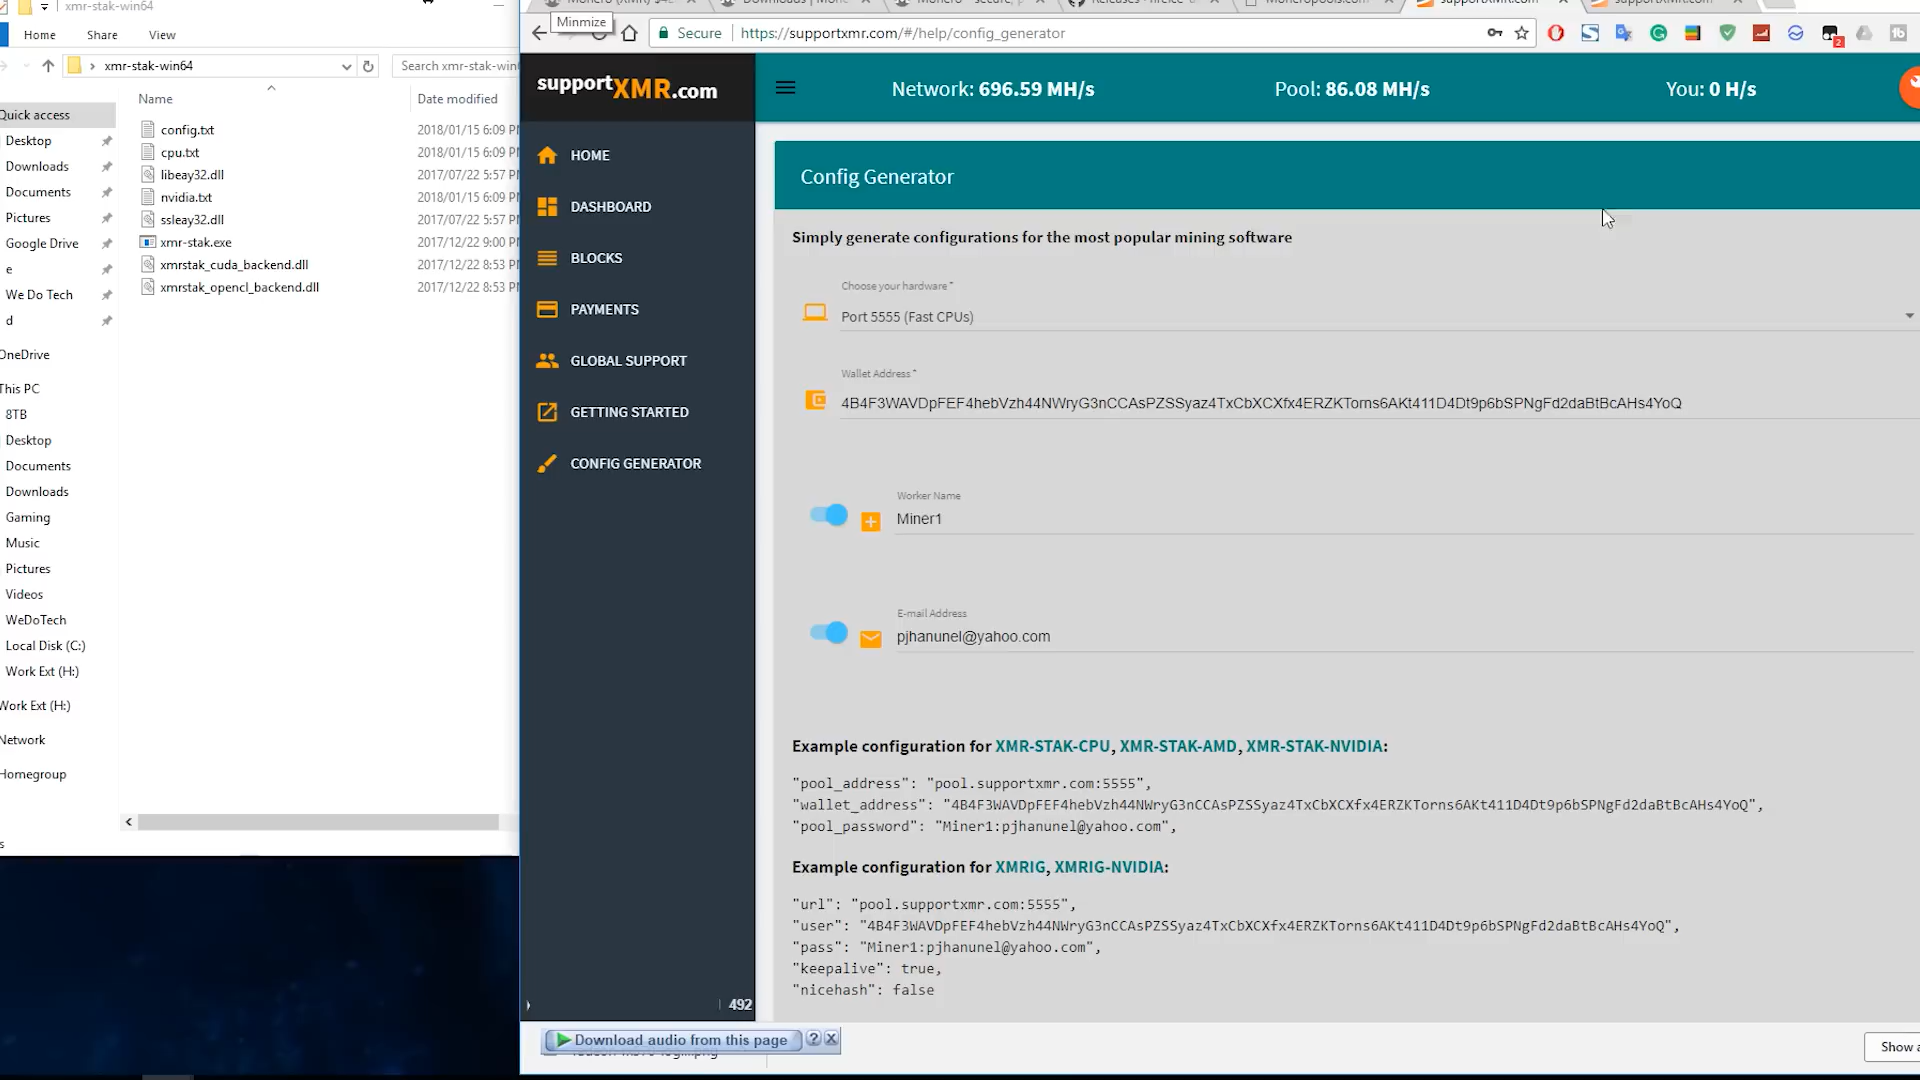 xmr-stak-win64
Home Share View
xmr-stak-win64
Search xmr-stak-win
Name Date modified
Quick access
Desktop
Downloads
Documents
Pictures
Google Drive
e
We Do Tech
d
OneDrive
This PC
8TB
Desktop
Documents
Downloads
Gaming
Music
Pictures
Videos
WeDoTech
Local Disk (C:)
Work Ext (H:)
Work Ext (H:)
Network
Homegroup
s
config.txt 2018/01/15 6:09 P
cpu.txt 2018/01/15 6:09 P
libeay32.dll 2017/07/22 5:57 P
nvidia.txt 2018/01/15 6:09 P
ssleay32.dll 2017/07/22 5:57 P
xmr-stak.exe 2017/12/22 9:00 P
xmrstak_cuda_backend.dll 2017/12/22 8:53 P
xmrstak_opencl_backend.dll 2017/12/22 8:53 P
Minmize
Secure https://supportxmr.com/#/help/config_generator
2
supportXMR.com
Network: 696.59 MH/s Pool: 86.08 MH/s You: 0 H/s
HOME
DASHBOARD
BLOCKS
PAYMENTS
GLOBAL SUPPORT
GETTING STARTED
CONFIG GENERATOR
492
Config Generator
Simply generate configurations for the most popular mining software
Choose your hardware *
Port 5555 (Fast CPUs)
Wallet Address *
4B4F3WAVDpFEF4hebVzh44NWryG3nCCAsPZSSyaz4TxCbXCXfx4ERZKTorns6AKt411D4Dt9p6bSPNgFd2daBtBcAHs4YoQ
Worker Name
Miner1
E-mail Address
pjhanunel@yahoo.com
Example configuration for XMR-STAK-CPU, XMR-STAK-AMD, XMR-STAK-NVIDIA:
"pool_address": "pool.supportxmr.com:5555",
"wallet_address": "4B4F3WAVDpFEF4hebVzh44NWryG3nCCAsPZSSyaz4TxCbXCXfx4ERZKTorns6AKt411D4Dt9p6bSPNgFd2daBtBcAHs4YoQ",
"pool_password": "Miner1:pjhanunel@yahoo.com",
Example configuration for XMRIG, XMRIG-NVIDIA:
"url": "pool.supportxmr.com:5555",
"user": "4B4F3WAVDpFEF4hebVzh44NWryG3nCCAsPZSSyaz4TxCbXCXfx4ERZKTorns6AKt411D4Dt9p6bSPNgFd2daBtBcAHs4YoQ",
"pass": "Miner1:pjhanunel@yahoo.com",
"keepalive": true,
"nicehash": false
Download audio from this page ?
Show a